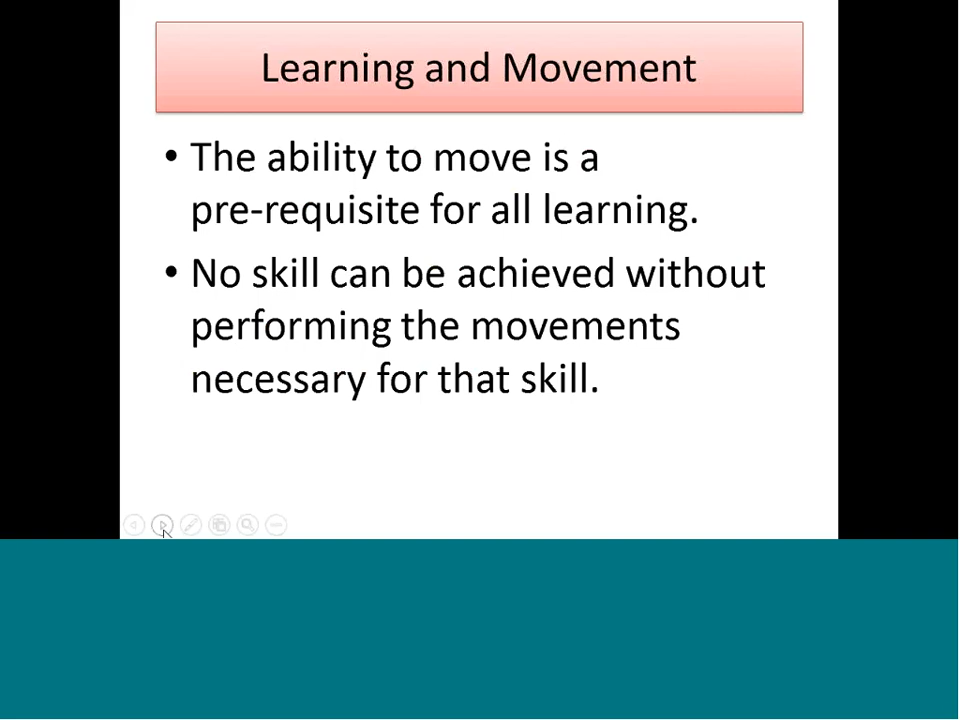 Learning and Movement
• The ability to move is a
pre-requisite for all learning.
• No skill can be achieved without
performing the movements
necessary for that skill.